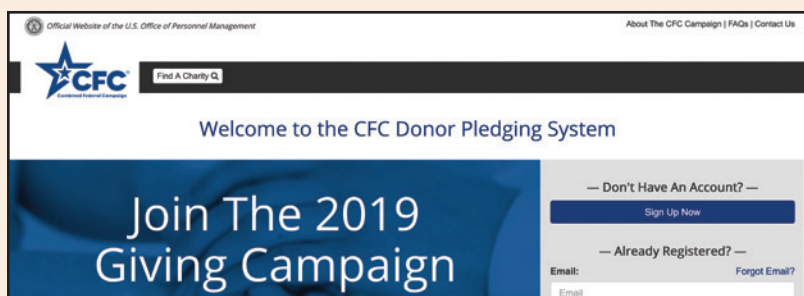 Official Website of the U.S. Office of Personnel Management
About The CFC Campaign | FAQs | Contact Us
CFC
Combined Federal Campaign
Find A Charity
Welcome to the CFC Donor Pledging System
Join The 2019
Giving Campaign
— Don't Have An Account? —
Sign Up Now
— Already Registered? —
Email: Forgot Email?
Email